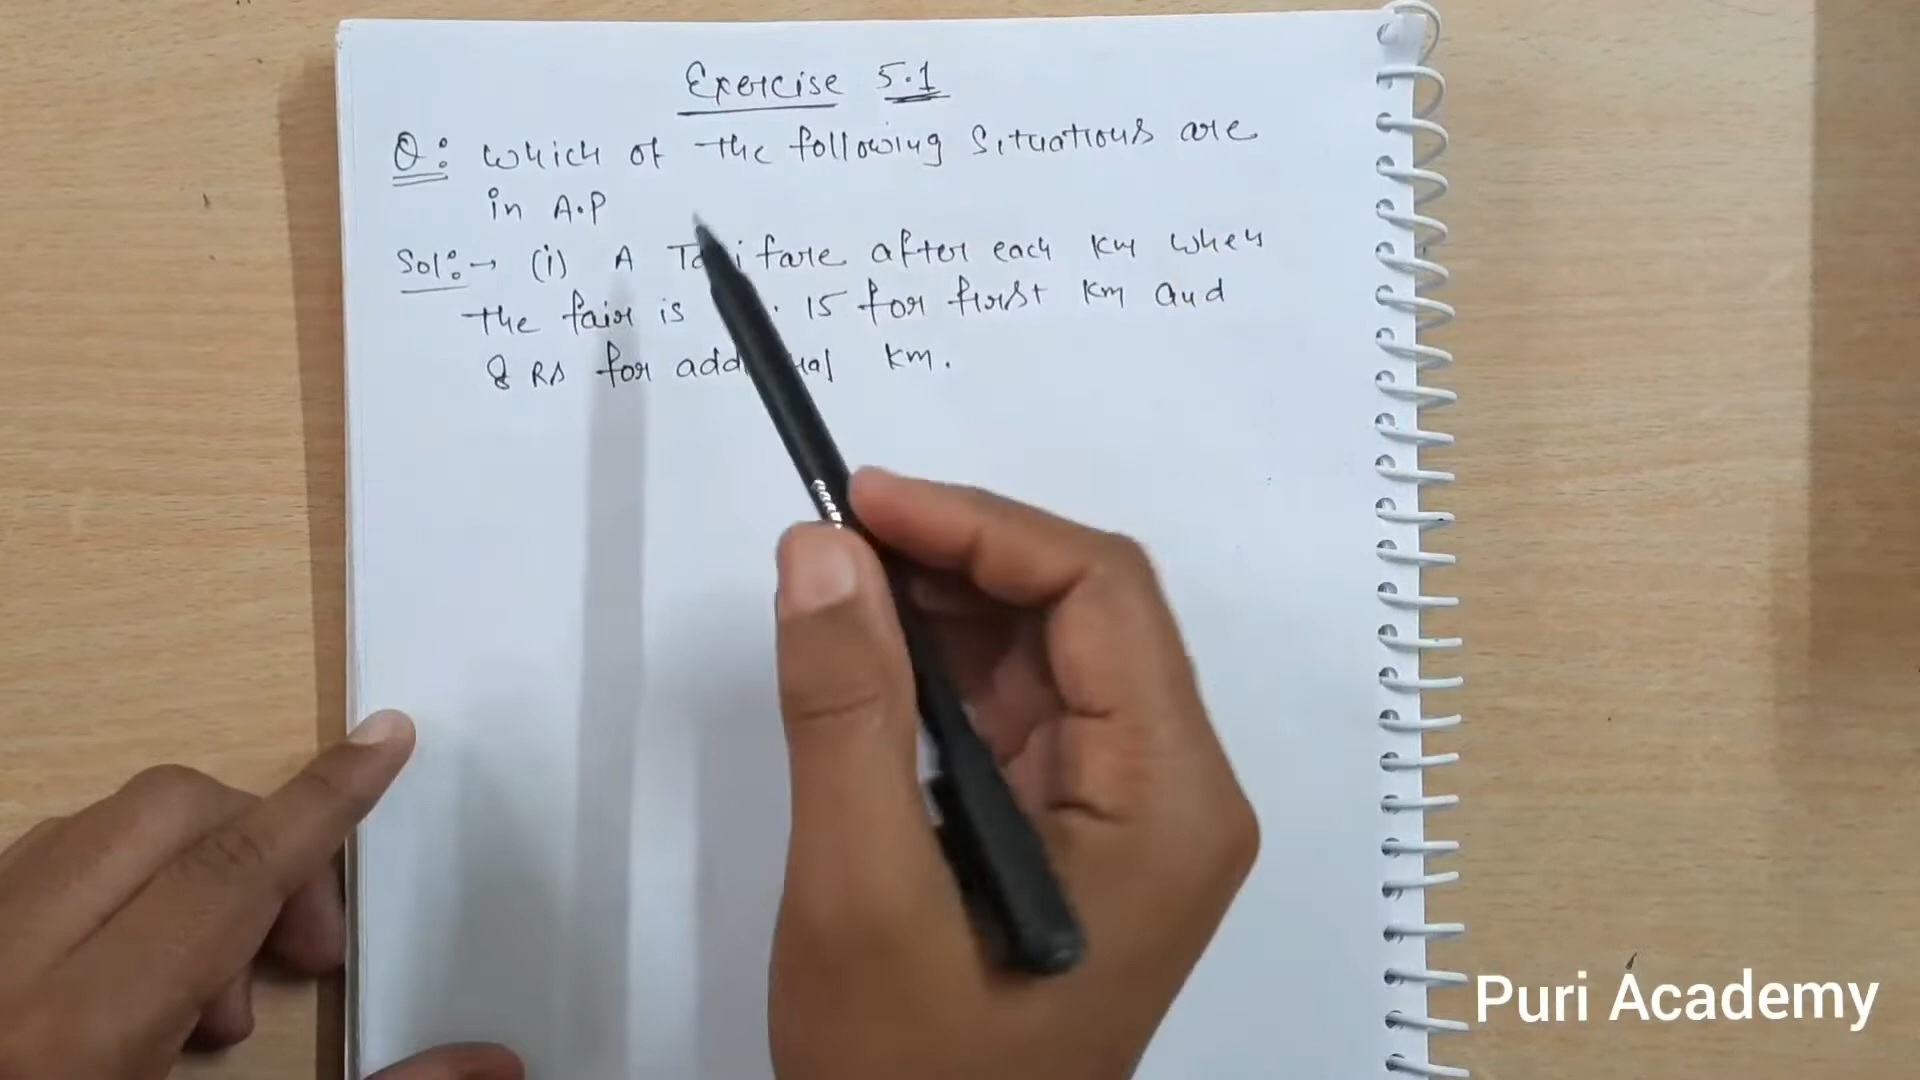 Exercise 5.1
Q: Which of the following Situations are
in A.P
Sol:→ (i) A fare after each km when
the fair is 15 for first km and
8 RS for km.
Puri Academy